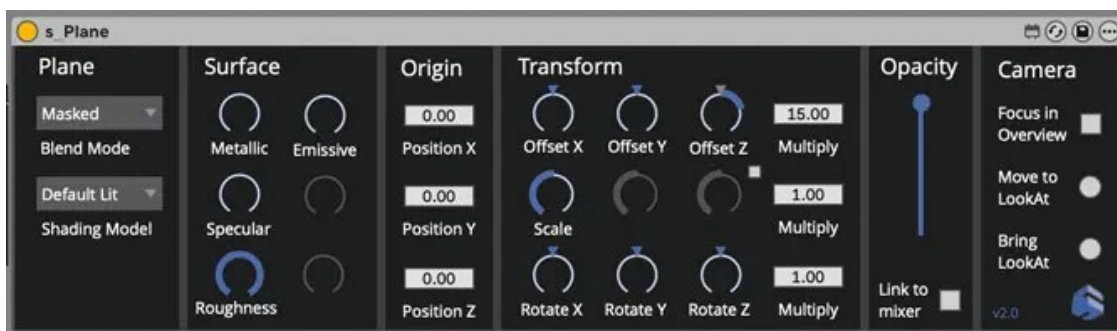 s_Plane
Plane
Masked
Blend Mode
Default Lit
Shading Model
Surface
Metallic
Emissive
Specular
Roughness
Origin
0.00
Position X
0.00
Position Y
0.00
Position Z
Transform
Offset X
Offset Y
Offset Z
15.00
Multiply
Scale
1.00
Multiply
Rotate X
Rotate Y
Rotate Z
1.00
Multiply
Opacity
Link to
mixer
Camera
Focus in
Overview
Move to
LookAt
Bring
LookAt
v2.0